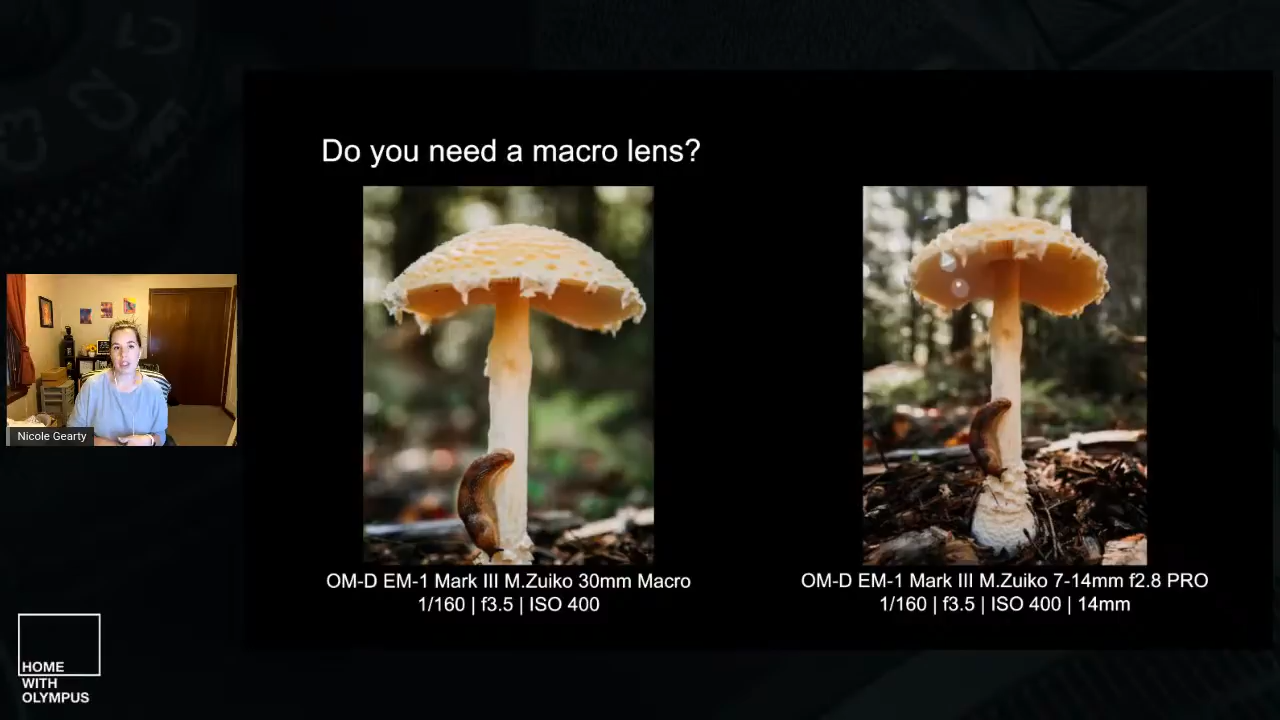 Do you need a macro lens?
OM-D EM-1 Mark III M.Zuiko 30mm Macro
1/160 | f3.5 | ISO 400
OM-D EM-1 Mark III M.Zuiko 7-14mm f2.8 PRO
1/160 | f3.5 | ISO 400 | 14mm
Nicole Gearty
HOME
WITH
OLYMPUS